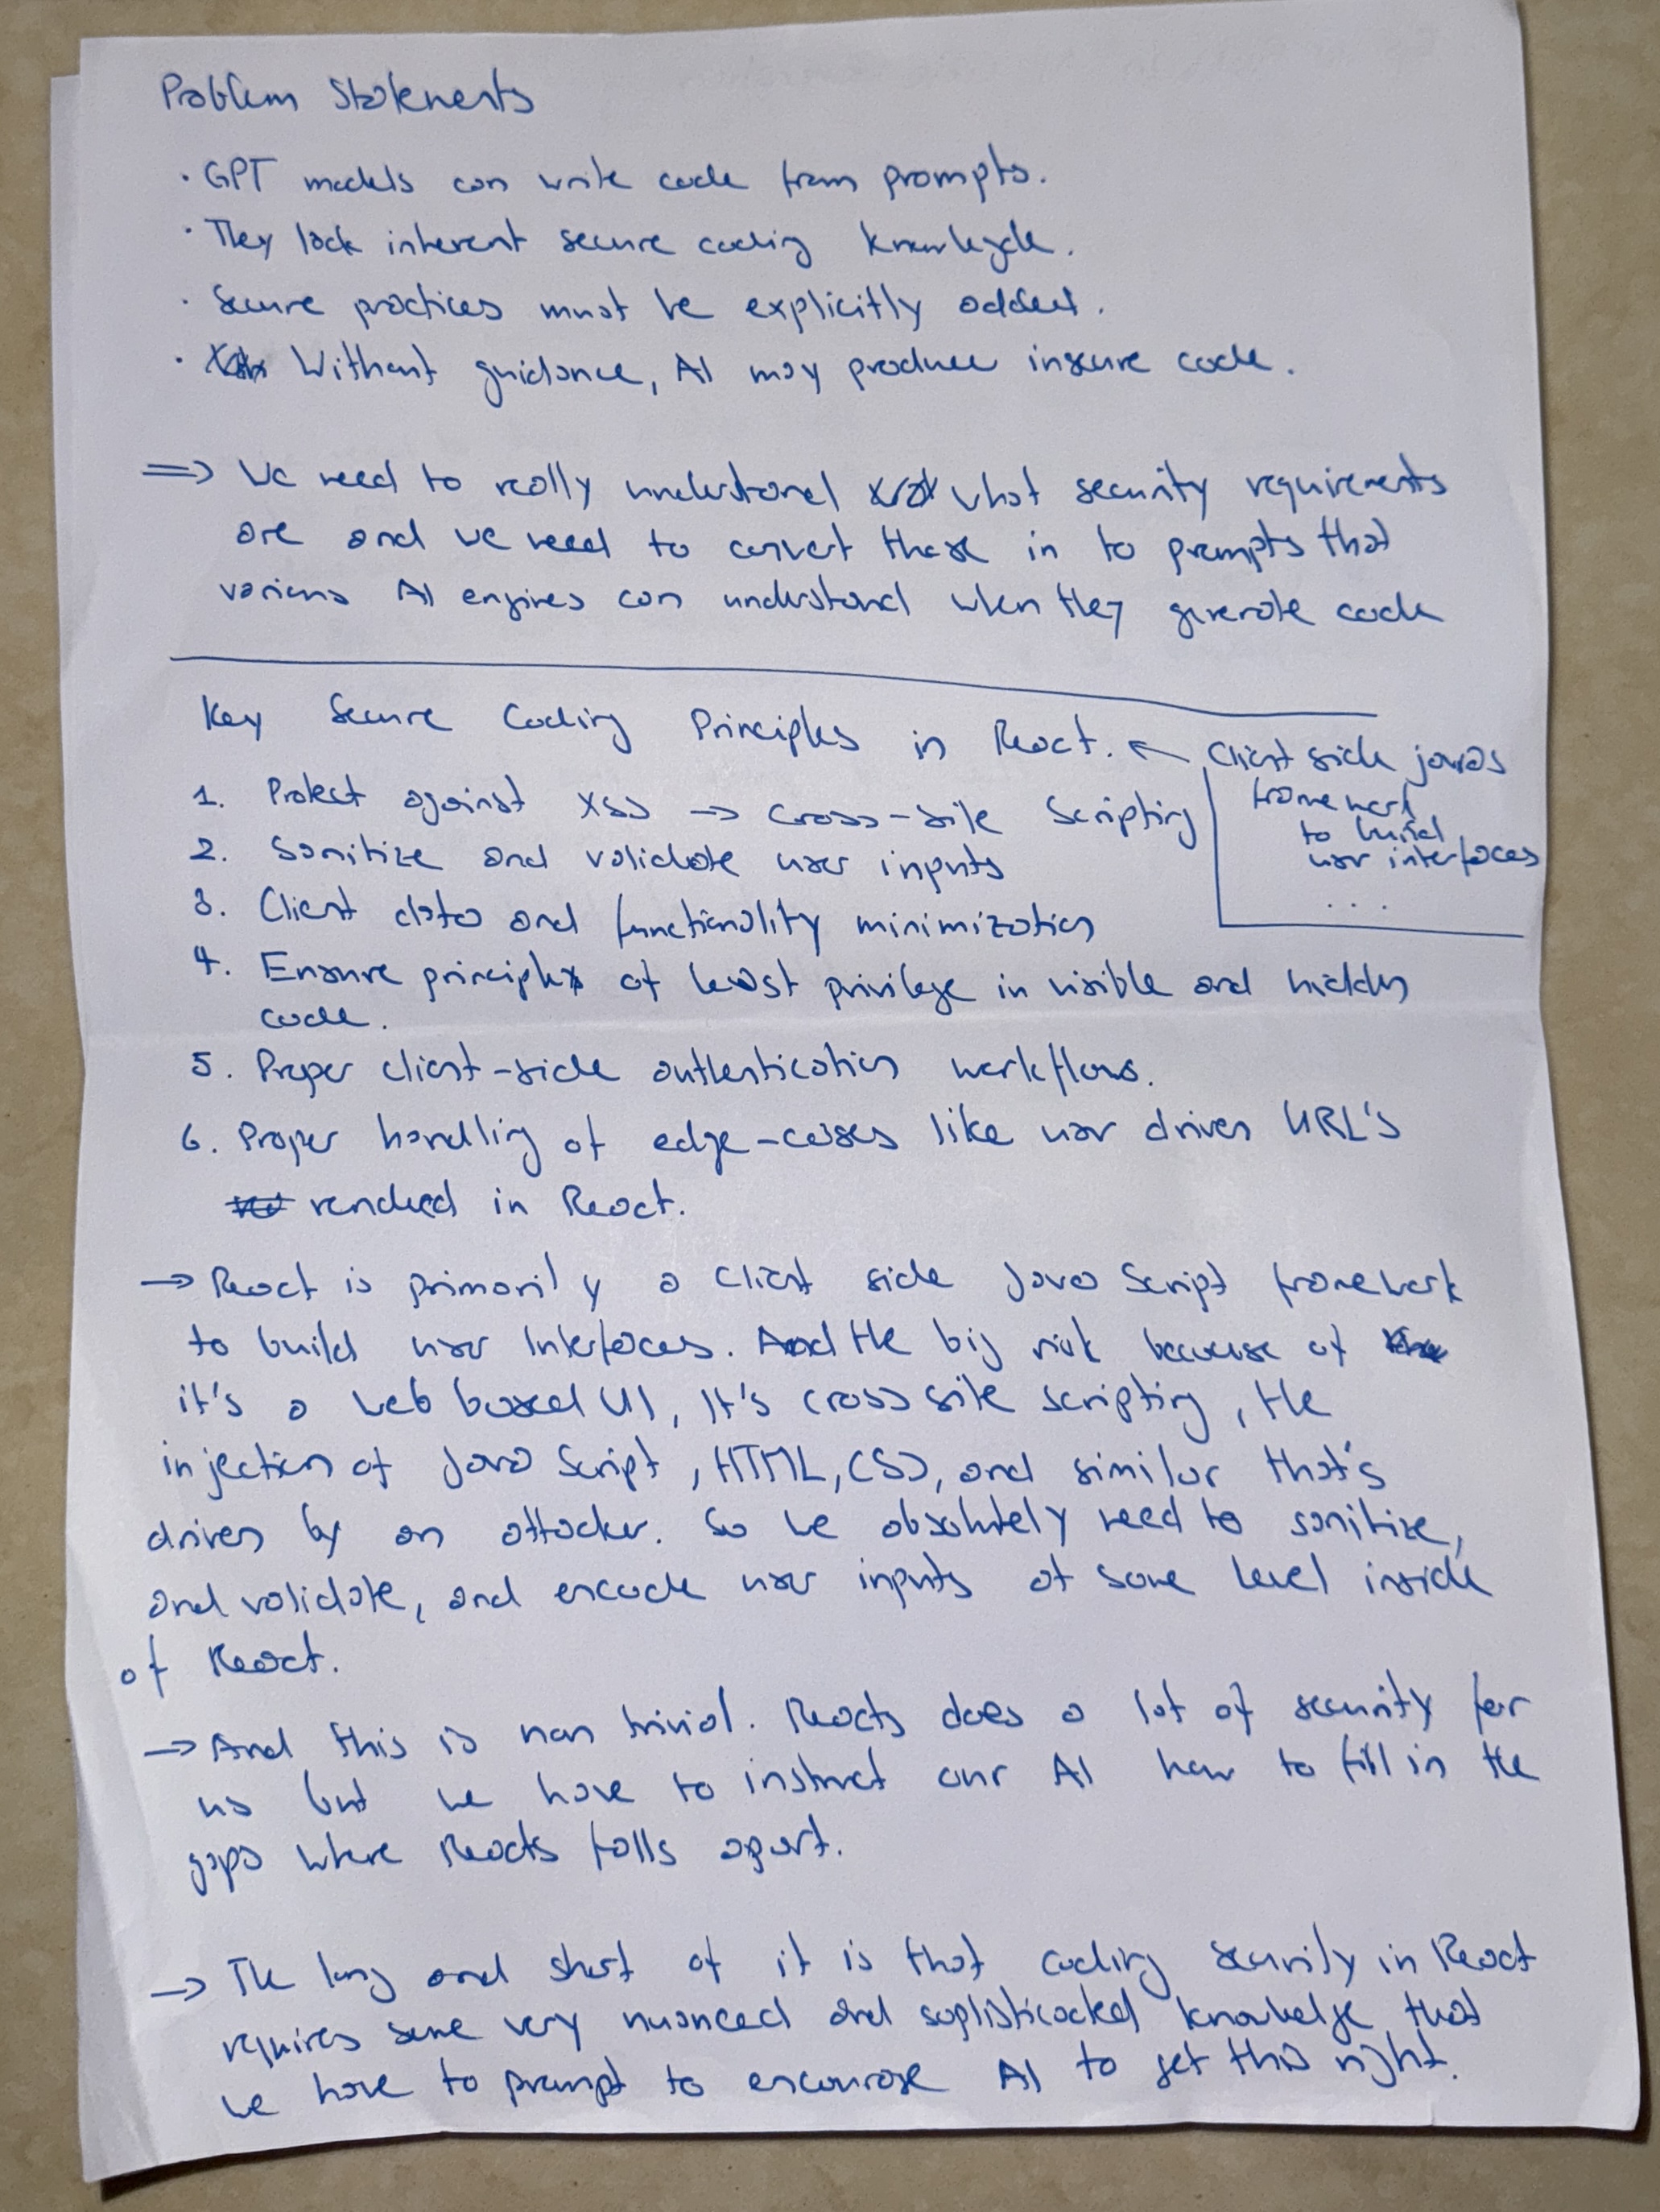 Problem Statements
· GPT models can write code from prompts.
· They lack inherent secure coding knowlegde.
· Secure practices must be explicitly added.
· Without guidance, AI may produce insecure code.
=> We need to really understand what security requirements
are and we need to convert these in to prompts that
various AI engines can understand when they generate code
Key Secure Coding Principles in React. ← Client side javas
framework
to build
user interfaces
...
1. Protect against XSS → Cross-site Scripting
2. Sanitize and validate user inputs
3. Client data and functionality minimization
4. Ensure principle of least privilege in visible and hidden
code.
5. Proper client-side authentication workflows.
6. Proper handling of edge-cases like user driven URL's
rendered in React.
→ React is primarily a client side Java Script framework
to build user Interfaces. And the big risk because of
it's a web based UI, It's cross site scripting, the
injection of Java Script, HTML, CSS, and similar that's
driven by an attacker. So we absolutely need to sanitize,
and validate, and encode user inputs at some level inside
of React.
→ And this is non trivial. Reacts does a lot of security for
us but we have to instruct our AI how to fill in the
gaps where Reacts falls apart.
→ The long and short of it is that coding security in React
requires some very nuanced and sophisticated knowledge that
we have to prompt to encourage AI to get this right.